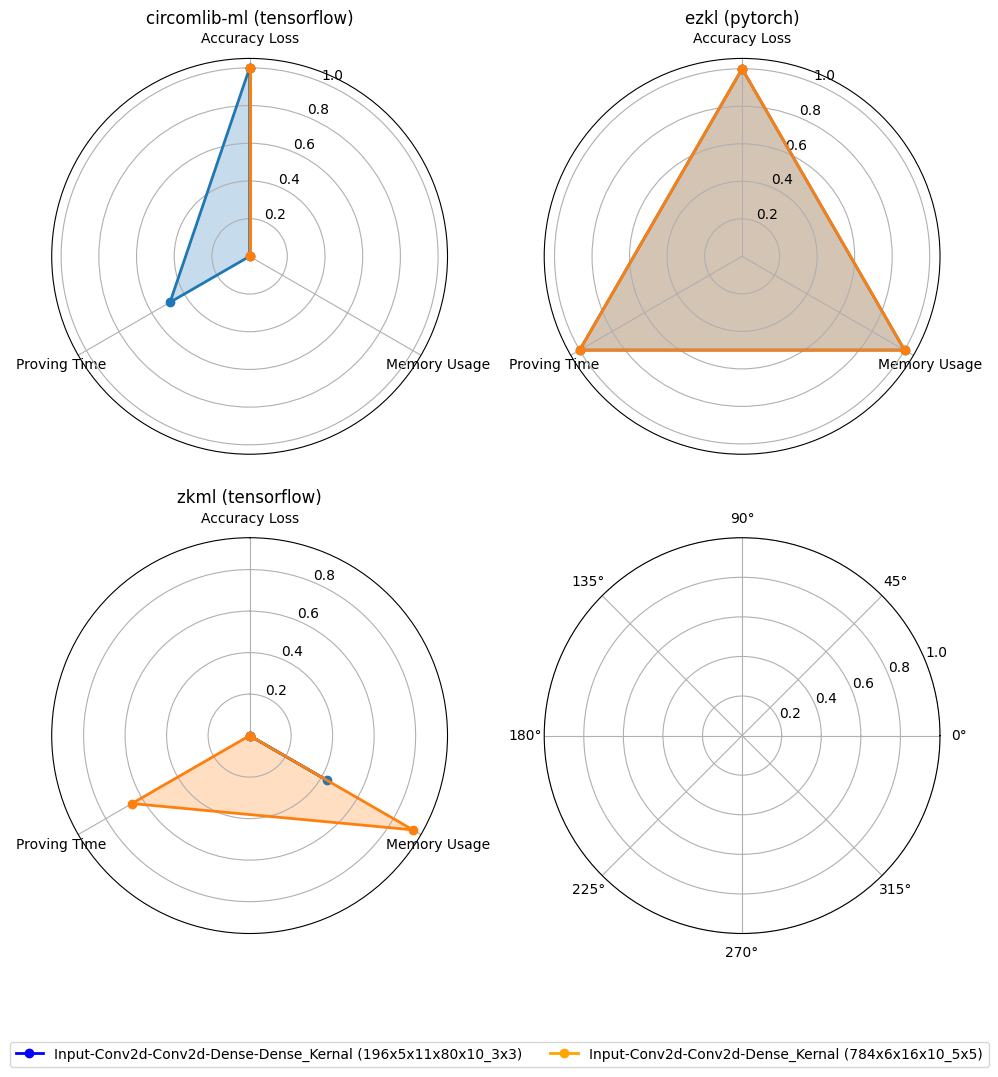 circomlib-ml (tensorflow)
Accuracy Loss
1.0
0.8
0.6
0.4
0.2
Proving Time
Memory Usage
ezkl (pytorch)
Accuracy Loss
1.0
0.8
0.6
0.4
0.2
Proving Time
Memory Usage
zkml (tensorflow)
Accuracy Loss
0.8
0.6
0.4
0.2
Proving Time
Memory Usage
90°
135°
45°
1.0
0.8
0.6
0.4
0.2
180°
0°
225°
315°
270°
Input-Conv2d-Conv2d-Dense-Dense_Kernal (196x5x11x80x10_3x3)
Input-Conv2d-Conv2d-Dense_Kernal (784x6x16x10_5x5)